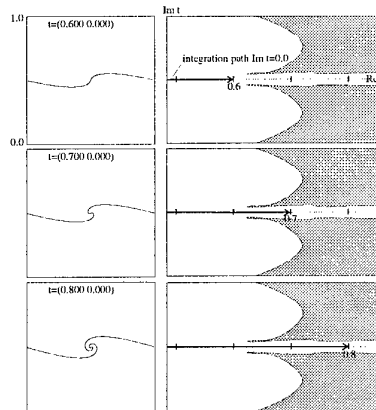 Im t
1.0
t=(0.600 0.000)
integration path Im t=0.0
Re
0.6
0.0
t=(0.700 0.000)
0.7
t=(0.800 0.000)
0.8